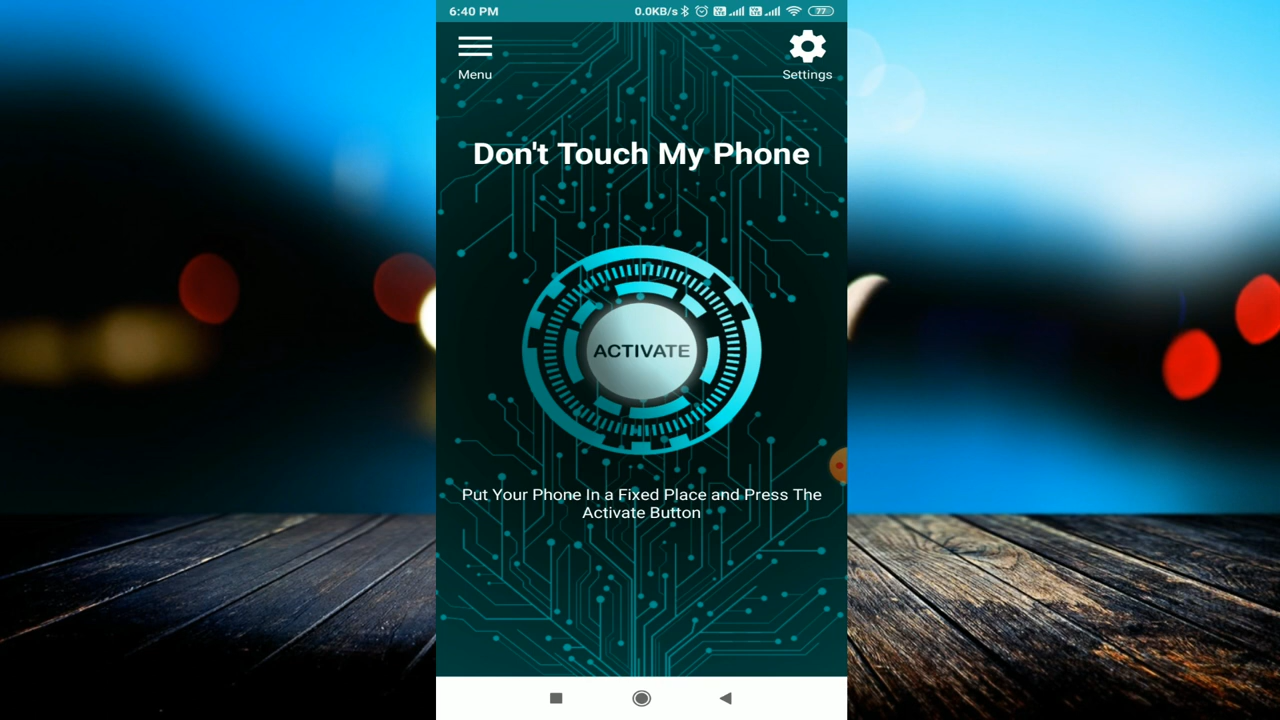 6:40 PM 0.0KB/s 77
Menu
Settings
Don't Touch My Phone
ACTIVATE
Put Your Phone In a Fixed Place and Press The
Activate Button